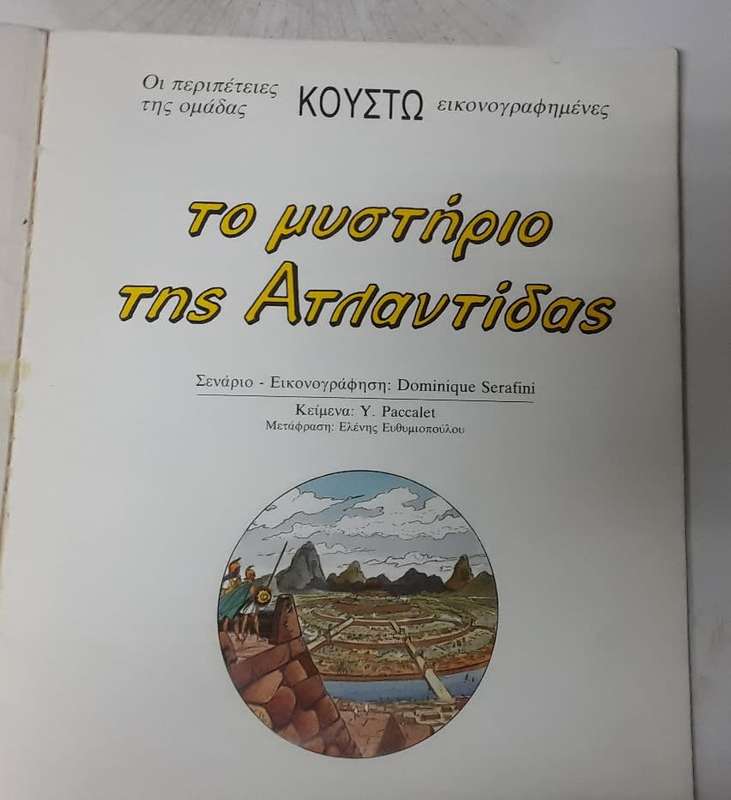 Οι περιπέτειες
της ομάδας ΚΟΥΣΤΩ εικονογραφημένες
το μυστήριο
της Ατλαντίδας
Σενάριο - Εικονογράφηση: Dominique Serafini
Κείμενα: Y. Paccalet
Μετάφραση: Ελένης Ευθυμιοπούλου